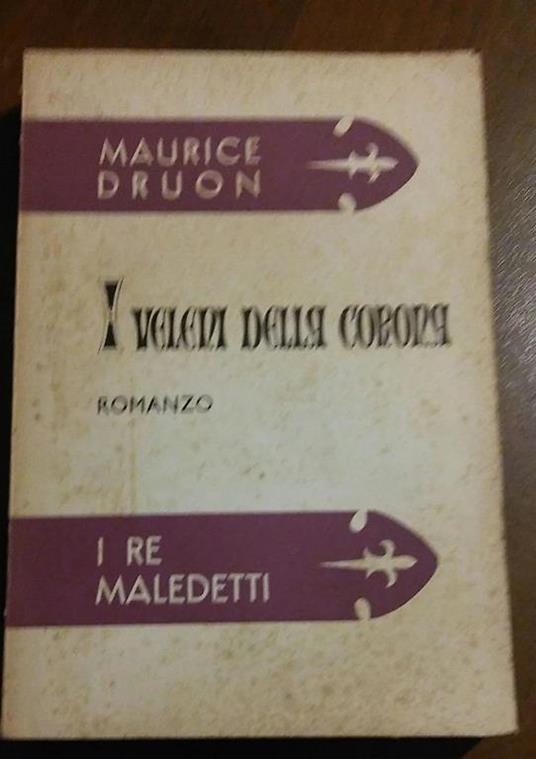 MAURICE
DRUON
I VELENI DELLA CORONA
ROMANZO
I RE
MALEDETTI